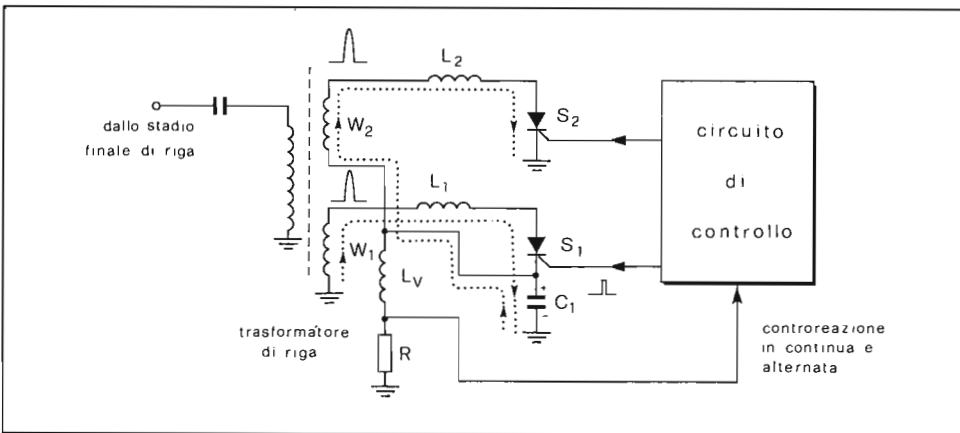 L2
dallo stadio
finale di riga
W2
S2
circuito
di
controllo
L1
W1
S1
LV
C1
+
-
trasformatore
di riga
R
controreazione
in continua e
alternata